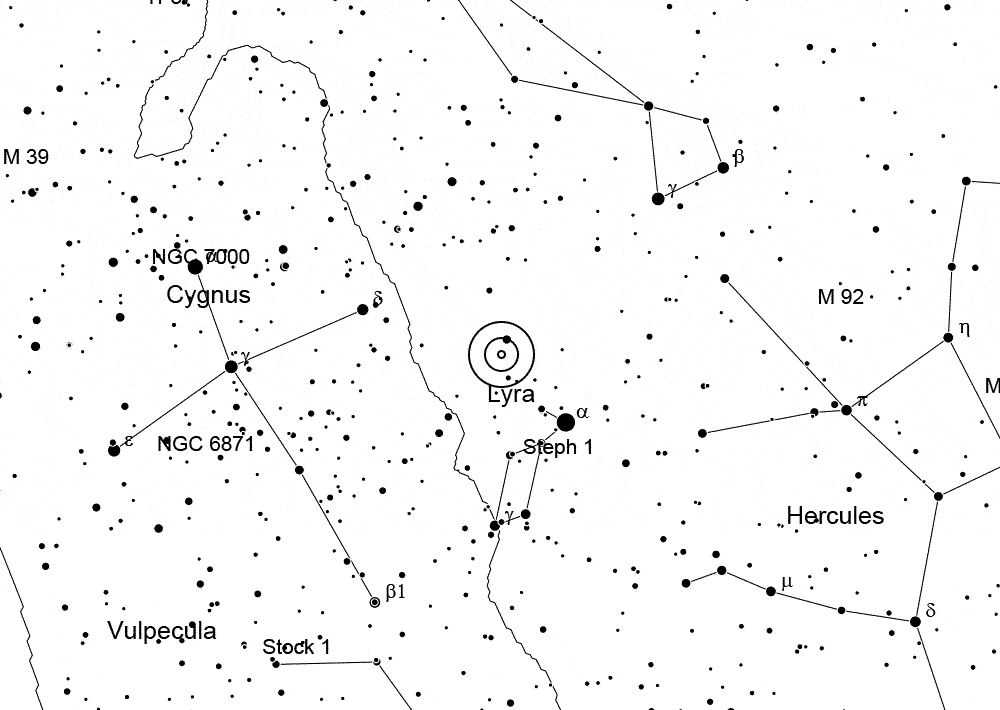 β
M 39
γ
NGC 7000
α
Cygnus
M 92
δ
η
γ
Lyra
M
π
α
ε
NGC 6871
Steph 1
γ
Hercules
μ
β1
δ
Vulpecula
Stock 1